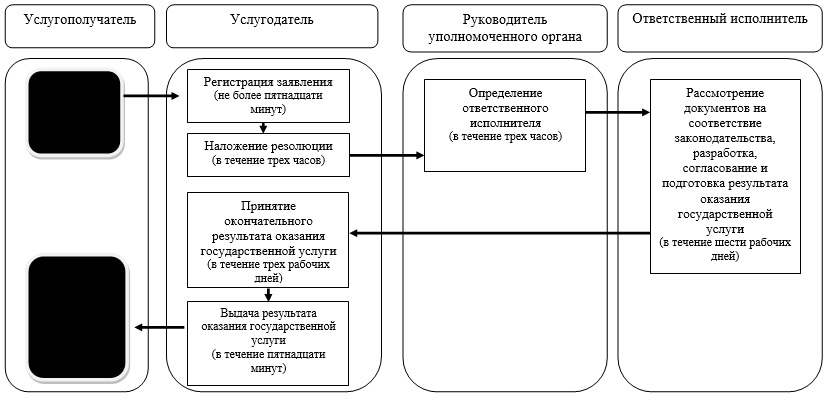 Услугополучатель
Услугодатель
Руководитель
уполномоченного органа
Ответственный исполнитель
Регистрация заявления
(не более пятнадцати
минут)
Наложение резолюции
(в течение трех часов)
Определение
ответственного
исполнителя
(в течение трех часов)
Рассмотрение
документов на
соответствие
законодательства,
разработка,
согласование и
подготовка результата
оказания
государственной
услуги
(в течение шести рабочих
дней)
Принятие
окончательного
результата оказания
государственной услуги
(в течение трех рабочих
дней)
Выдача результата
оказания государственной
услуги
(в течение пятнадцати
минут)